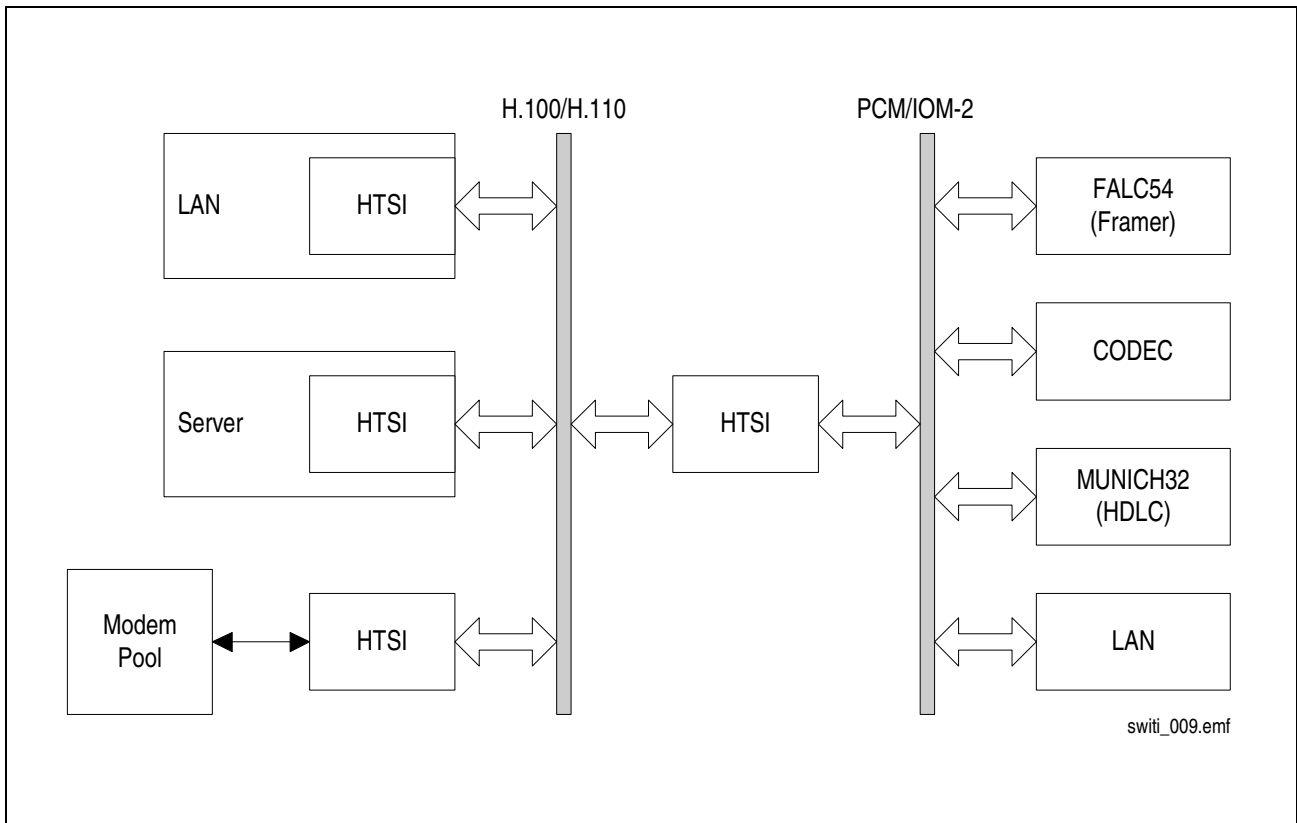 H.100/H.110
PCM/IOM-2
LAN
HTSI
FALC54
(Framer)
CODEC
Server
HTSI
HTSI
MUNICH32
(HDLC)
Modem
Pool
HTSI
LAN
switi_009.emf